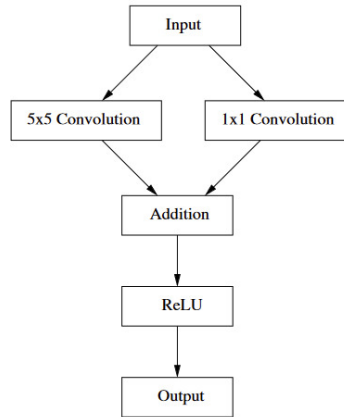 Input
5x5 Convolution
1x1 Convolution
Addition
ReLU
Output